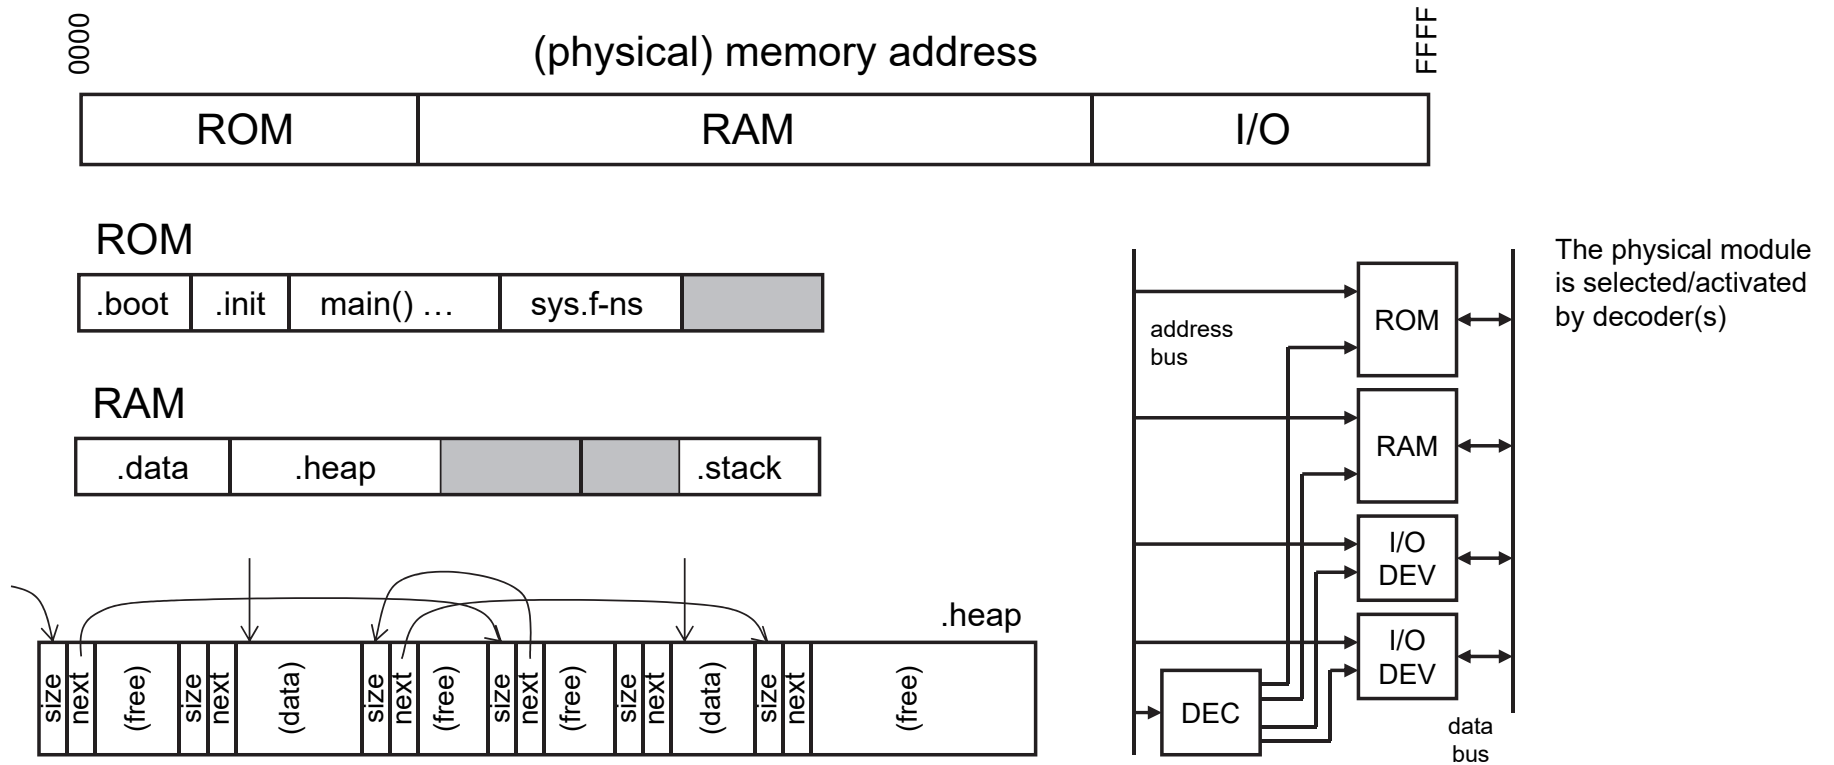 0000
(physical) memory address
FFFF
ROM
RAM
I/O
ROM
.boot
.init
main() …
sys.f-ns
RAM
.data
.heap
.stack
.heap
size
next
(free)
size
next
(data)
size
next
(free)
size
next
(free)
size
next
(data)
size
next
(free)
address
bus
ROM
RAM
I/O
DEV
I/O
DEV
DEC
data
bus
The physical module
is selected/activated
by decoder(s)